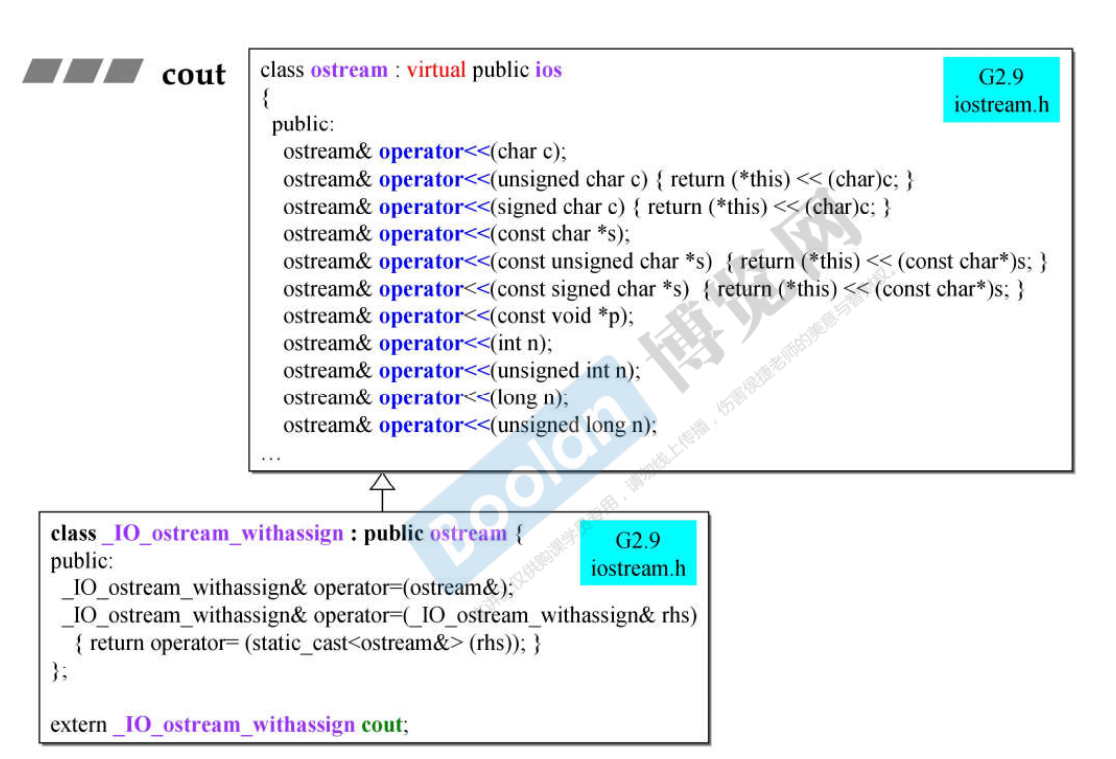 cout
class ostream : virtual public ios
{
public:
ostream& operator<<(char c);
ostream& operator<<(unsigned char c) { return (*this) << (char)c; }
ostream& operator<<(signed char c) { return (*this) << (char)c; }
ostream& operator<<(const char *s);
ostream& operator<<(const unsigned char *s) { return (*this) << (const char*)s; }
ostream& operator<<(const signed char *s) { return (*this) << (const char*)s; }
ostream& operator<<(const void *p);
ostream& operator<<(int n);
ostream& operator<<(unsigned int n);
ostream& operator<<(long n);
ostream& operator<<(unsigned long n);
...
G2.9
iostream.h
class _IO_ostream_withassign : public ostream {
public:
_IO_ostream_withassign& operator=(ostream&);
_IO_ostream_withassign& operator=(_IO_ostream_withassign& rhs)
{ return operator= (static_cast<ostream&> (rhs)); }
};
extern _IO_ostream_withassign cout;
G2.9
iostream.h
Boolan
博览网
仅供购课学员专用，请勿线上传播，伤害侯捷老师的美意与智